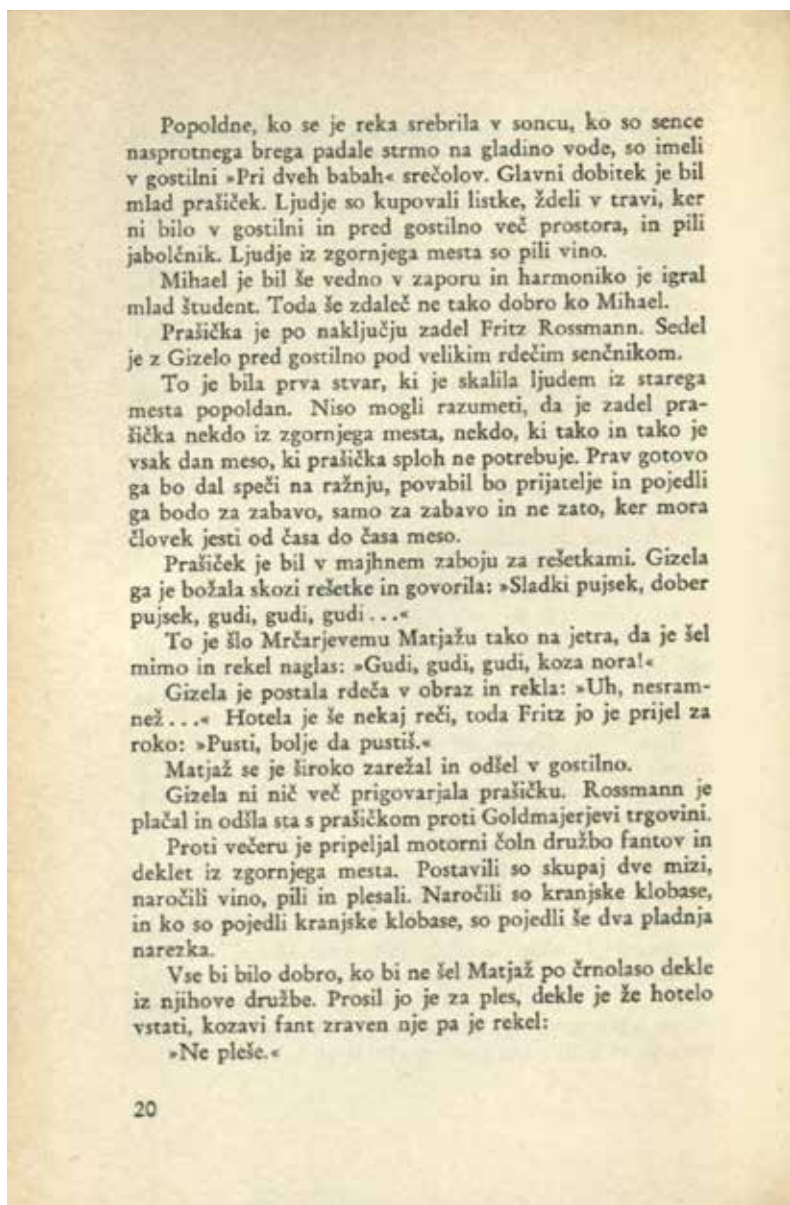 Popoldne, ko se je reka srebrila v soncu, ko so sence
nasprotnega brega padale strmo na gladino vode, so imeli
v gostilni »Pri dveh babah« srečolov. Glavni dobitek je bil
mlad prašiček. Ljudje so kupovali listke, ždeli v travi, ker
ni bilo v gostilni in pred gostilno več prostora, in pili
jabolčnik. Ljudje iz zgornjega mesta so pili vino.
Mihael je bil še vedno v zaporu in harmoniko je igral
mlad študent. Toda še zdaleč ne tako dobro ko Mihael.
Prašička je po naključju zadel Fritz Rossmann. Sedel
je z Gizelo pred gostilno pod velikim rdečim senčnikom.
To je bila prva stvar, ki je skalila ljudem iz starega
mesta popoldan. Niso mogli razumeti, da je zadel pra-
šička nekdo iz zgornjega mesta, nekdo, ki tako in tako je
vsak dan meso, ki prašička sploh ne potrebuje. Prav gotovo
ga bo dal speči na ražnju, povabil bo prijatelje in pojedli
ga bodo za zabavo, samo za zabavo in ne zato, ker mora
človek jesti od časa do časa meso.
Prašiček je bil v majhnem zaboju za rešetkami. Gizela
ga je božala skozi rešetke in govorila: »Sladki pujsek, dober
pujsek, gudi, gudi, gudi...«
To je šlo Mrčarjevemu Matjažu tako na jetra, da je šel
mimo in rekel naglas: »Gudi, gudi, gudi, koza nora!«
Gizela je postala rdeča v obraz in rekla: »Uh, nesram-
než...« Hotela je še nekaj reči, toda Fritz jo je prijel za
roko: »Pusti, bolje da pustiš.«
Matjaž se je široko zarežal in odšel v gostilno.
Gizela ni nič več prigovarjala prašičku. Rossmann je
plačal in odšla sta s prašičkom proti Goldmajerjevi trgovini.
Proti večeru je pripeljal motorni čoln družbo fantov in
deklet iz zgornjega mesta. Postavili so skupaj dve mizi,
naročili vino, pili in plesali. Naročili so kranjske klobase,
in ko so pojedli kranjske klobase, so pojedli še dva pladnja
narezka.
Vse bi bilo dobro, ko bi ne šel Matjaž po črnolaso dekle
iz njihove družbe. Prosil jo je za ples, dekle je že hotelo
vstati, kozavi fant zraven nje pa je rekel:
»Ne pleše.«
20